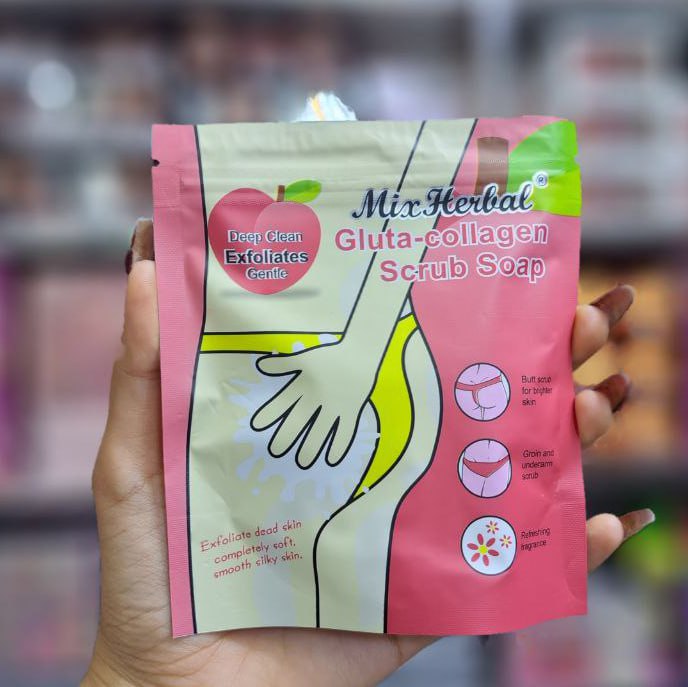 MixHerbal®
Gluta-collagen
Scrub Soap
Deep Clean
Exfoliates
Gentle
Butt scrub
for brighter
skin
Groin and
underarm
scrub
Refreshing
fragrance
Exfoliate dead skin
completely soft,
smooth silky skin.